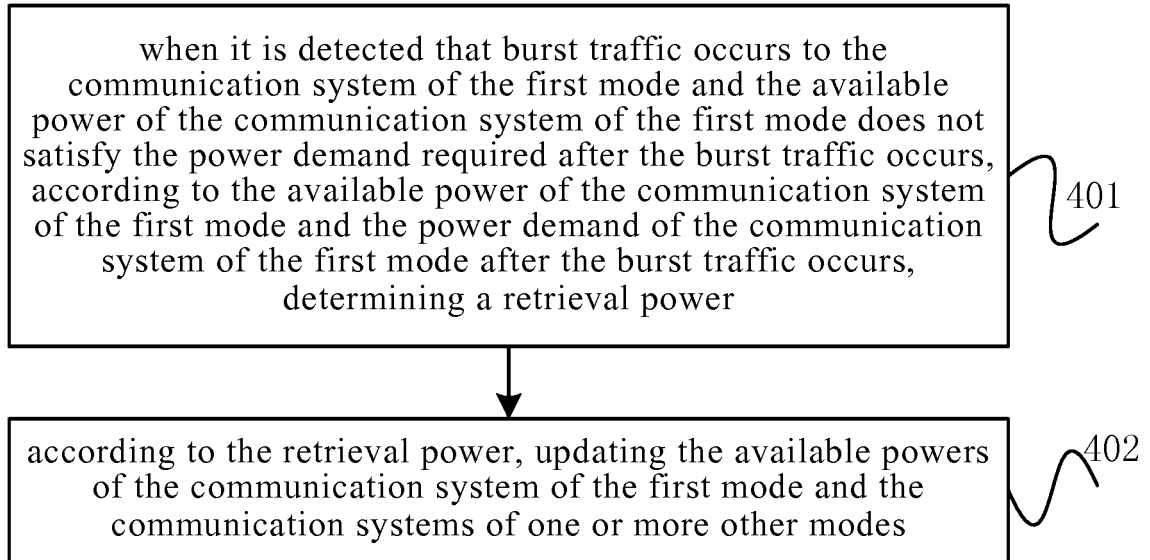 when it is detected that burst traffic occurs to the
communication system of the first mode and the available
power of the communication system of the first mode does not
satisfy the power demand required after the burst traffic occurs,
according to the available power of the communication system
of the first mode and the power demand of the communication
system of the first mode after the burst traffic occurs,
determining a retrieval power
401
according to the retrieval power, updating the available powers
of the communication system of the first mode and the
communication systems of one or more other modes
402